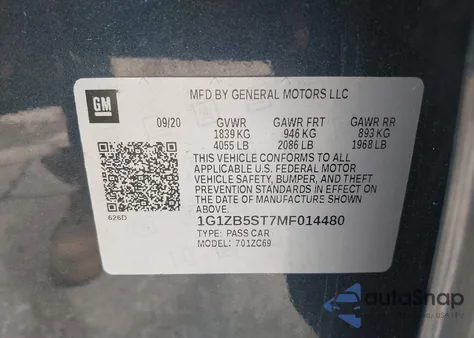 GM
MFD BY GENERAL MOTORS LLC
09/20 GVWR GAWR FRT GAWR RR
1839 KG 946 KG 893 KG
4055 LB 2086 LB 1968 LB
THIS VEHICLE CONFORMS TO ALL
APPLICABLE U.S. FEDERAL MOTOR
VEHICLE SAFETY, BUMPER, AND THEFT
PREVENTION STANDARDS IN EFFECT ON
THE DATE OF MANUFACTURE SHOWN
ABOVE.
626D
1G1ZB5ST7MF014480
TYPE: PASS CAR
MODEL: 701ZC69
autoSnap